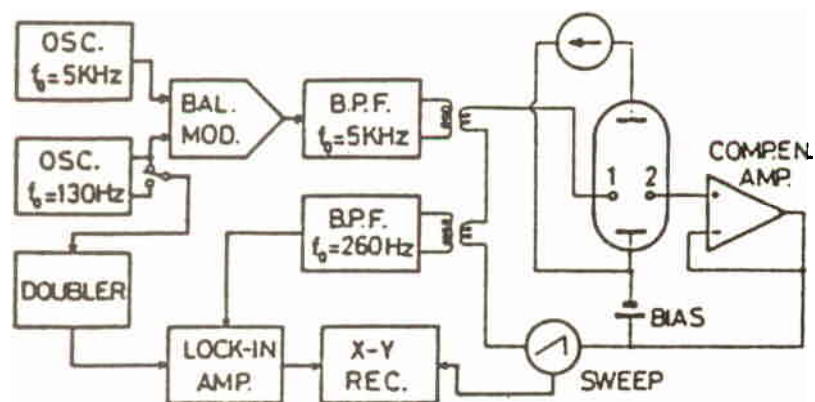 OSC.
f₀=5KHz
BAL.
MOD.
B.P.F.
f₀=5KHz
OSC.
f₀=130Hz
B.P.F.
f₀=260Hz
1 2
COMPEN.
AMP.
+
-
DOUBLER
LOCK-IN
AMP.
X-Y
REC.
SWEEP
BIAS